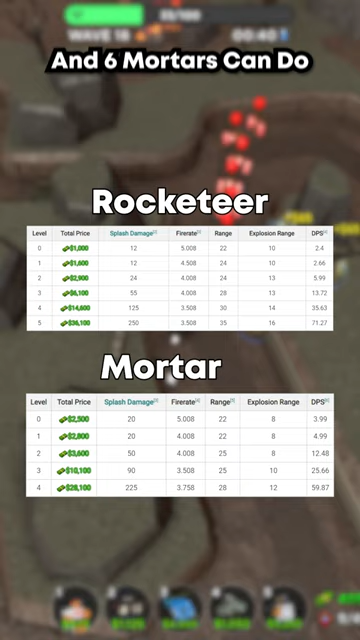 WAVE 18
00:40
And 6 Mortars Can Do
Rocketeer
Level Total Price Splash Damage Firerate Range Explosion Range DPS
0 $1,000 12 5.008 22 10 2.4
1 $1,600 12 4.508 24 10 2.66
2 $2,900 24 4.008 24 13 5.99
3 $6,100 55 4.008 28 13 13.72
4 $14,600 125 3.508 30 14 35.63
5 $36,100 250 3.508 35 16 71.27
Mortar
Level Total Price Splash Damage Firerate Range Explosion Range DPS
0 $2,500 20 5.008 22 8 3.99
1 $2,800 20 4.008 22 8 4.99
2 $3,600 50 4.008 25 8 12.48
3 $10,100 90 3.508 25 10 25.66
4 $28,100 225 3.758 28 12 59.87